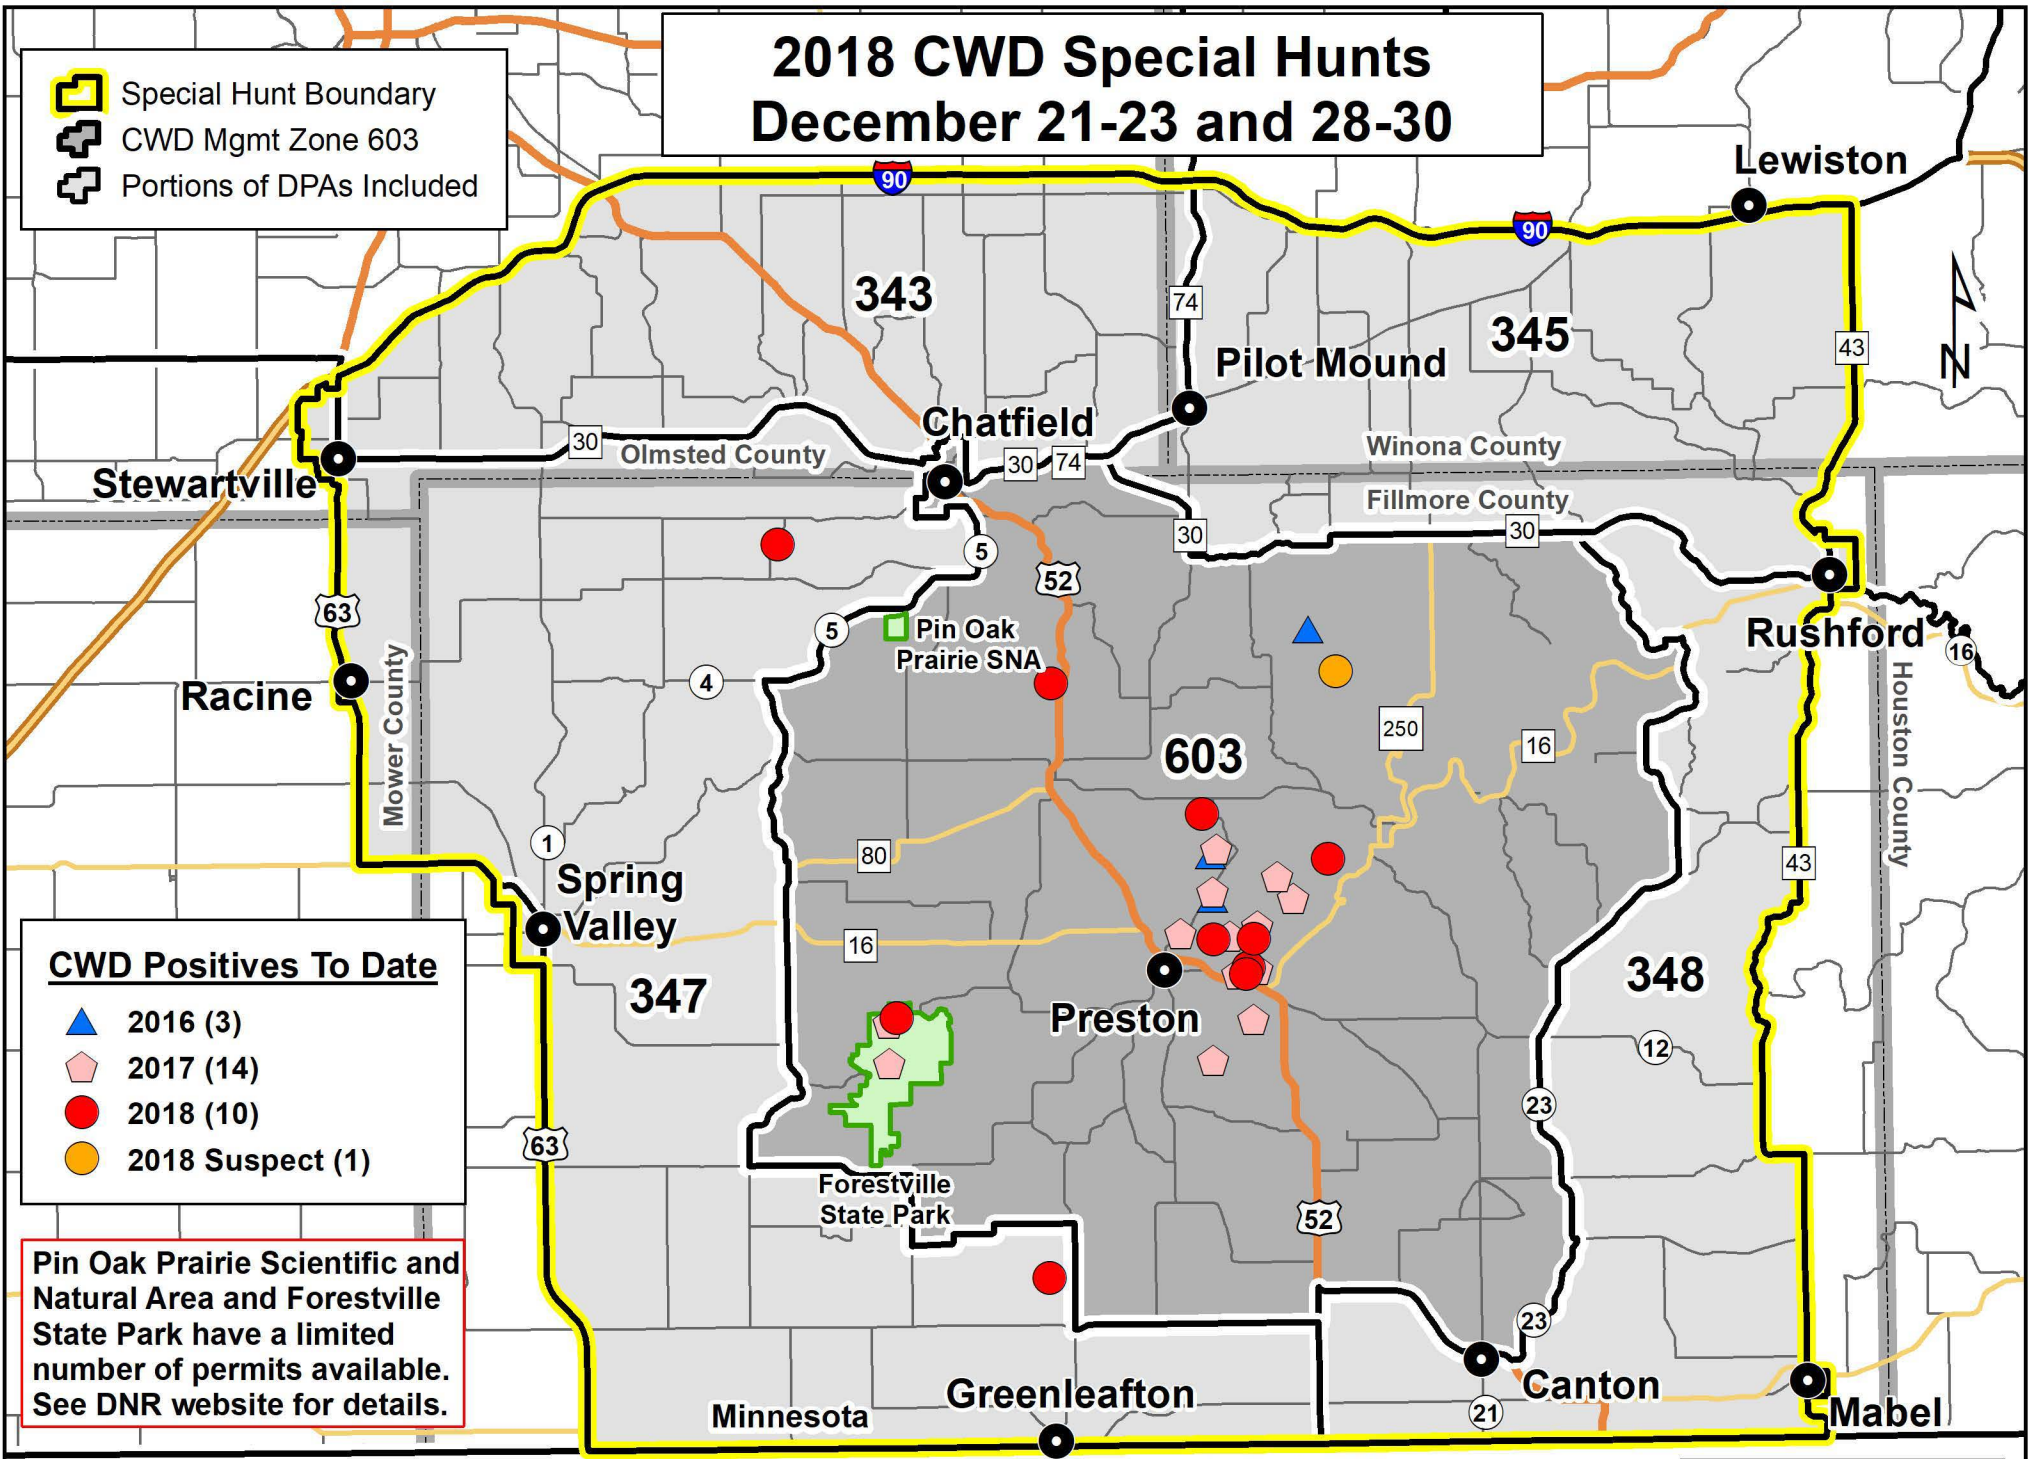 2018 CWD Special Hunts
December 21-23 and 28-30
Special Hunt Boundary
CWD Mgmt Zone 603
Portions of DPAs Included
90
90
Lewiston
343
74
345
43
N
Pilot Mound
Chatfield
30
Olmsted County
30
74
Winona County
Stewartville
Fillmore County
30
30
5
52
63
5
Pin Oak
Prairie SNA
Rushford
16
Racine
4
Mower County
Houston County
250
16
603
1
80
43
Spring
Valley
16
347
348
Preston
12
CWD Positives To Date
2016 (3)
2017 (14)
2018 (10)
2018 Suspect (1)
63
23
Forestville
State Park
52
Pin Oak Prairie Scientific and
Natural Area and Forestville
State Park have a limited
number of permits available.
See DNR website for details.
23
Canton
Greenleafton
Minnesota
21
Mabel